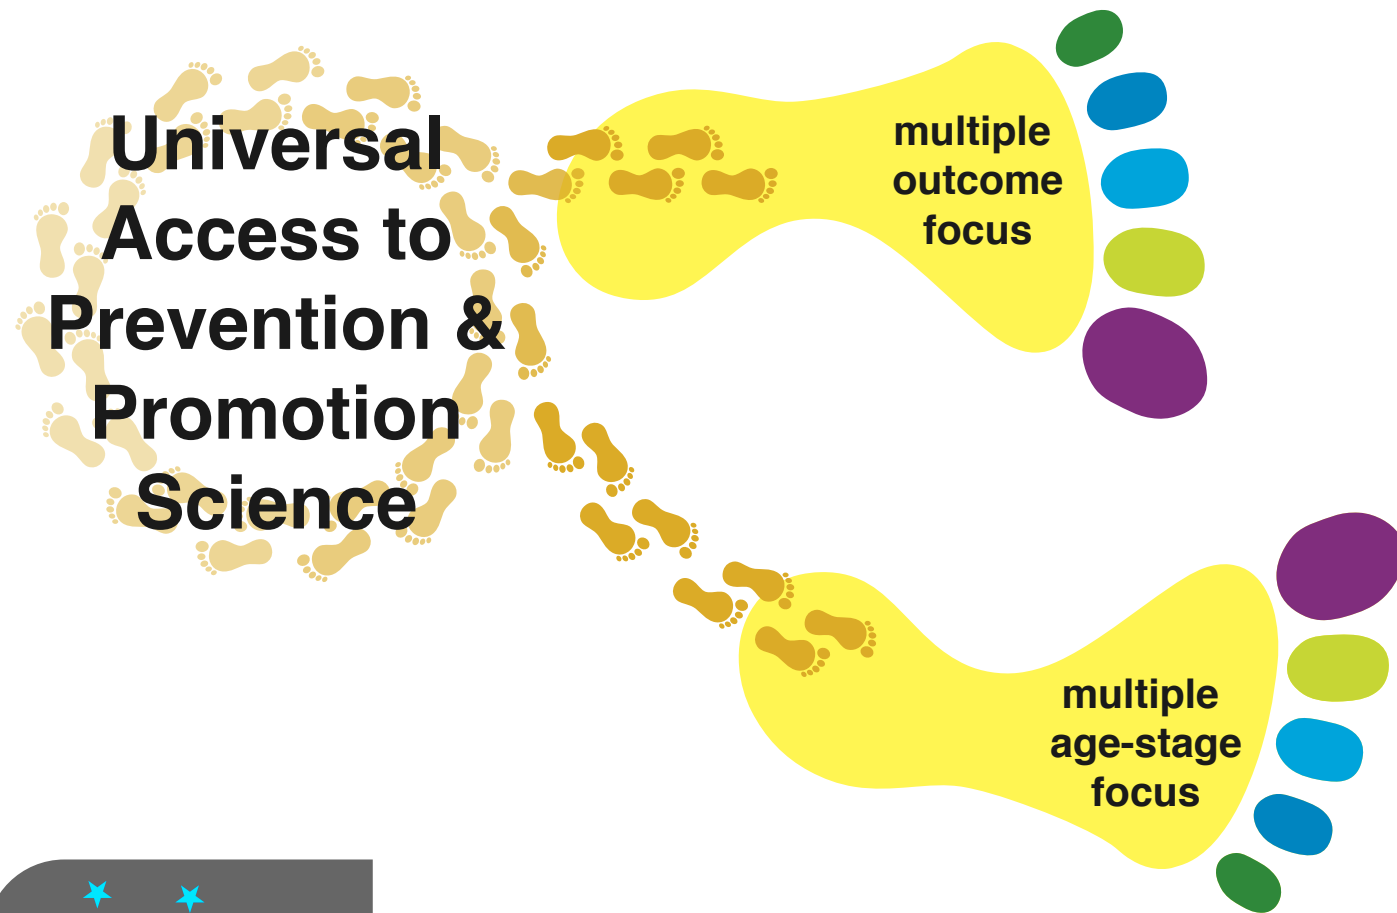 Universal
Access to
Prevention &
Promotion
Science
multiple
outcome
focus
multiple
age-stage
focus